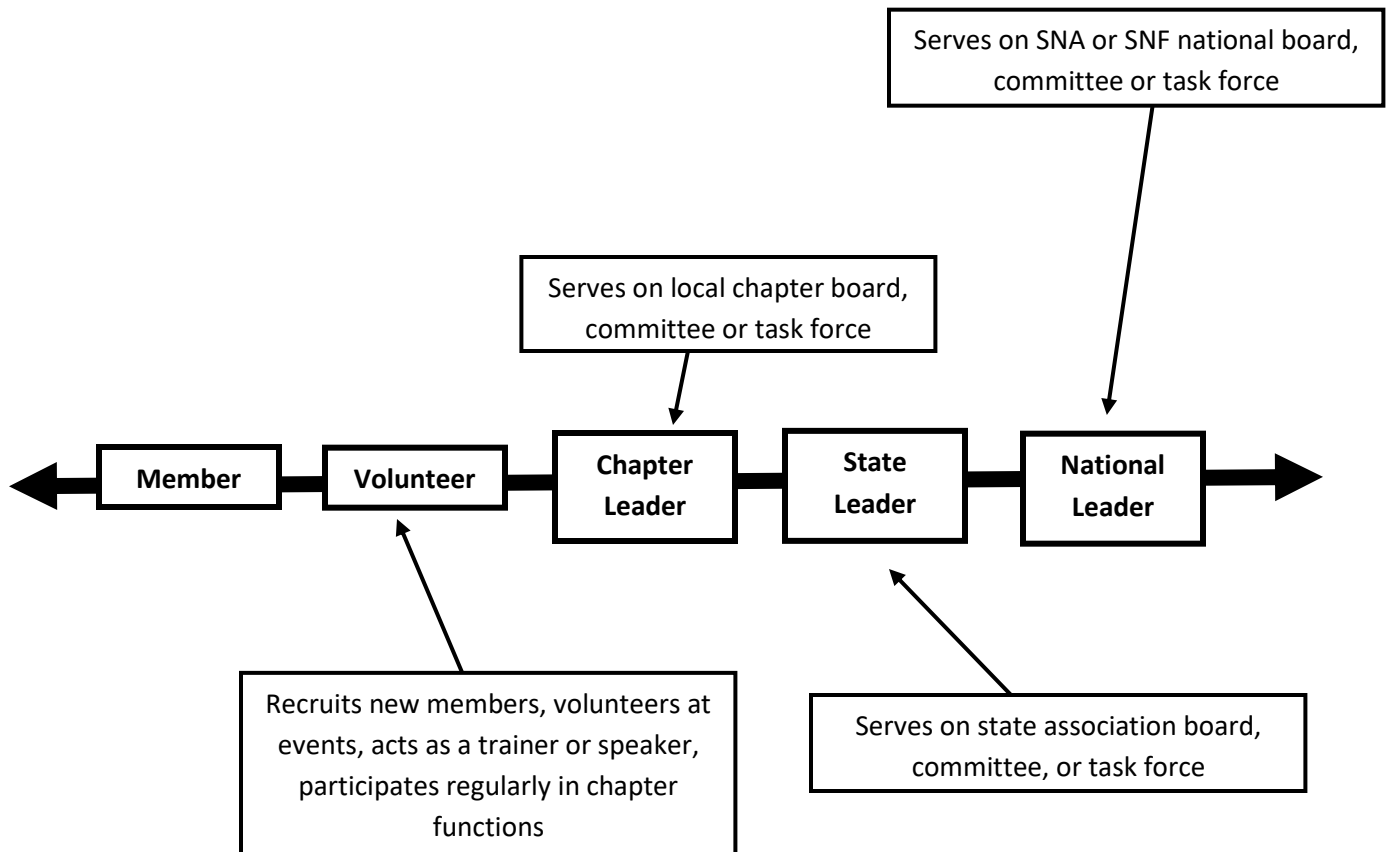 Serves on SNA or SNF national board,
committee or task force
Serves on local chapter board,
committee or task force
Member
Volunteer
Chapter
Leader
State
Leader
National
Leader
Recruits new members, volunteers at
events, acts as a trainer or speaker,
participates regularly in chapter
functions
Serves on state association board,
committee, or task force